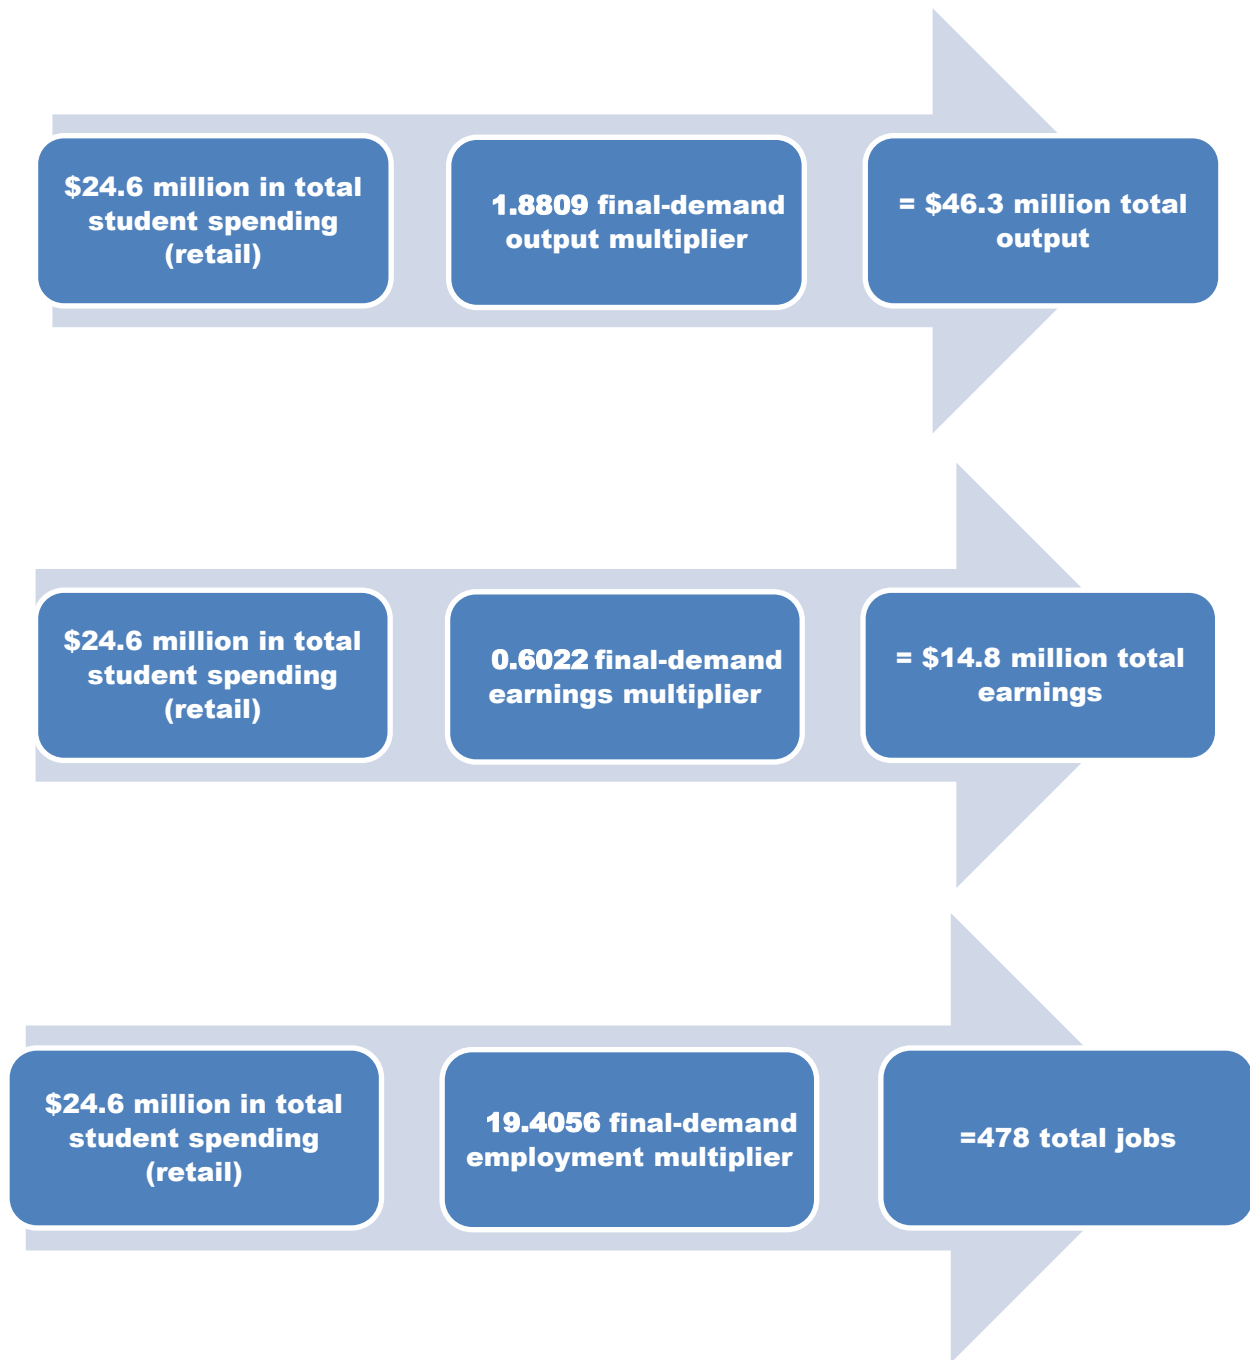 $24.6 million in total
student spending
(retail)
1.8809 final-demand
output multiplier
= $46.3 million total
output
$24.6 million in total
student spending
(retail)
0.6022 final-demand
earnings multiplier
= $14.8 million total
earnings
$24.6 million in total
student spending
(retail)
19.4056 final-demand
employment multiplier
=478 total jobs